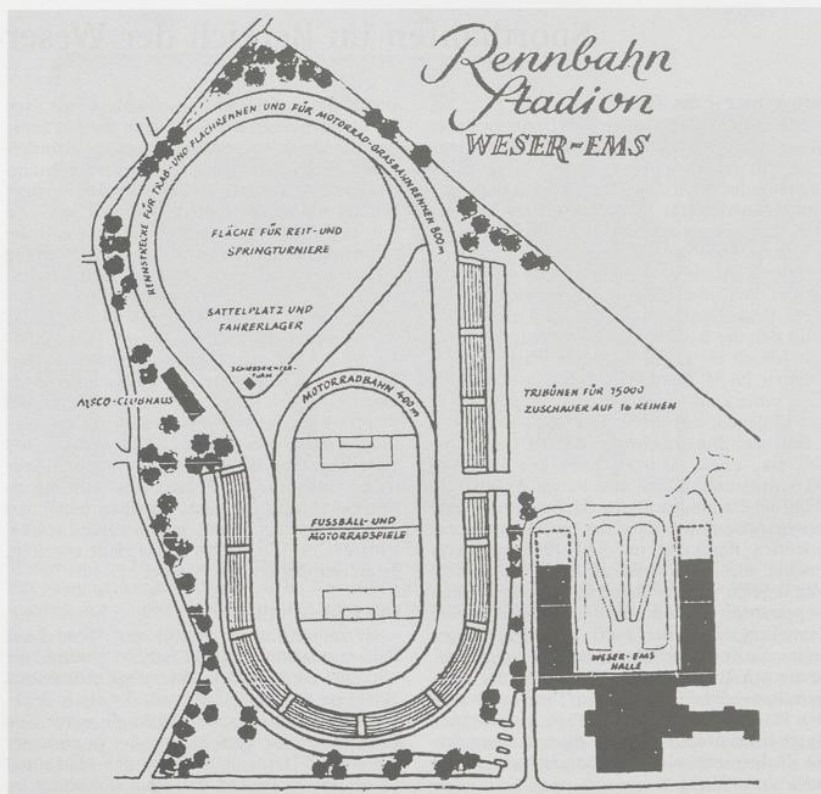 Rennbahn
Stadion
WESER-EMS
RENNSTRECKE FÜR TRAB- UND FLACHRENNEN UND FÜR MOTORRAD-GRASBAHNRENNEN 800 m
FLÄCHE FÜR REIT- UND
SPRINGTURNIERE
SATTELPLATZ UND
FAHRERLAGER
TURM
-CLUBHAUS
MOTORRADBAHN 400 m
TRIBÜNEN FÜR 15000
ZUSCHAUER AUF 16 REIHEN
FUSSBALL- UND
MOTORRADSPIELE
WESER-EMS
HALLE